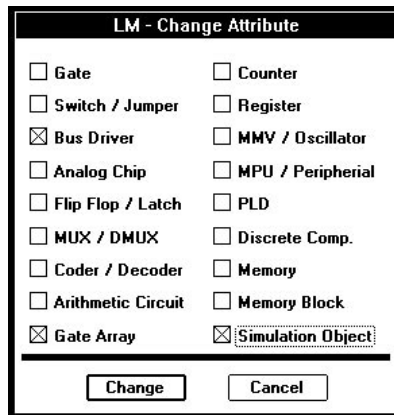 LM - Change Attribute
Gate
Switch / Jumper
Bus Driver
Analog Chip
Flip Flop / Latch
MUX / DMUX
Coder / Decoder
Arithmetic Circuit
Gate Array
Counter
Register
MMV / Oscillator
MPU / Peripherial
PLD
Discrete Comp.
Memory
Memory Block
Simulation Object
Change
Cancel